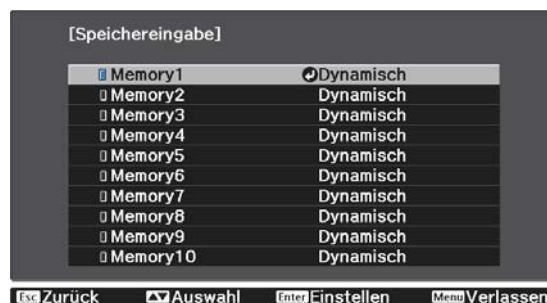 [Speichereingabe]
Memory1 Dynamisch
Memory2 Dynamisch
Memory3 Dynamisch
Memory4 Dynamisch
Memory5 Dynamisch
Memory6 Dynamisch
Memory7 Dynamisch
Memory8 Dynamisch
Memory9 Dynamisch
Memory10 Dynamisch
Esc Zurück Auswahl Enter Einstellen Menu Verlassen